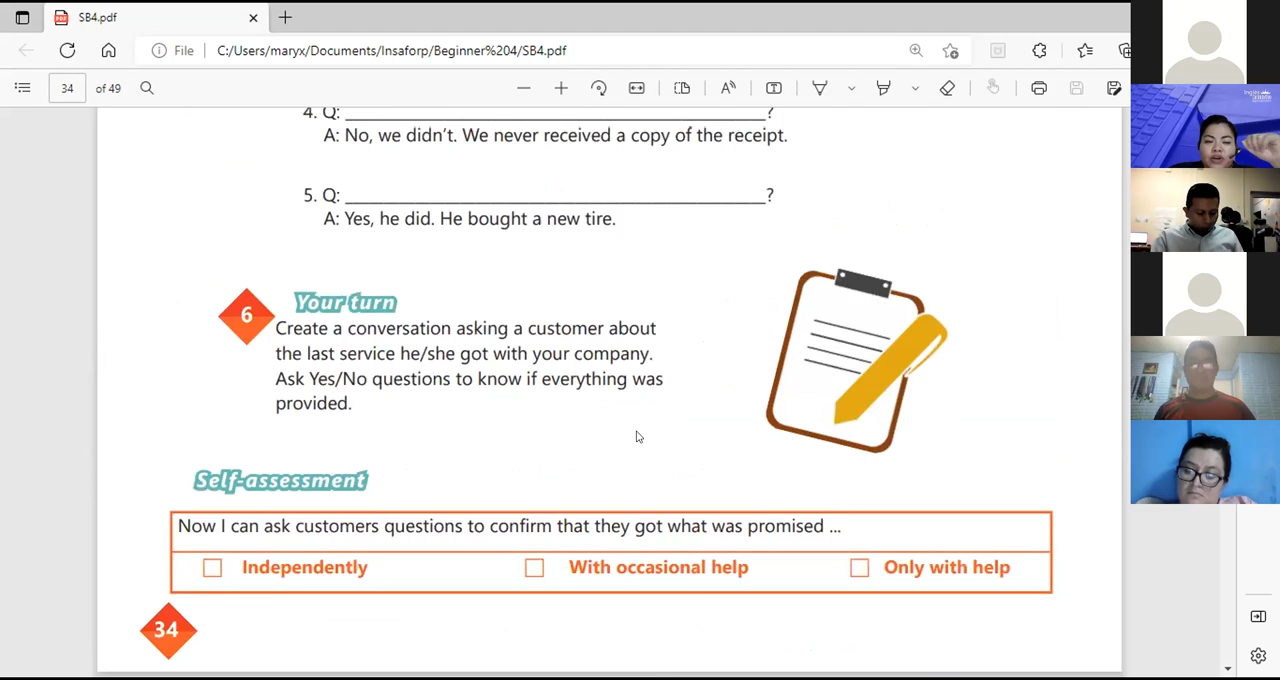 SB4.pdf
File
C:/Users/maryx/Documents/Insaforp/Beginner%204/SB4.pdf
34 of 49
4. Q: ________________________________________?
A: No, we didn't. We never received a copy of the receipt.
5. Q: ________________________________________?
A: Yes, he did. He bought a new tire.
6
Your turn
Create a conversation asking a customer about
the last service he/she got with your company.
Ask Yes/No questions to know if everything was
provided.
Self-assessment
Now I can ask customers questions to confirm that they got what was promised ...
Independently
With occasional help
Only with help
34